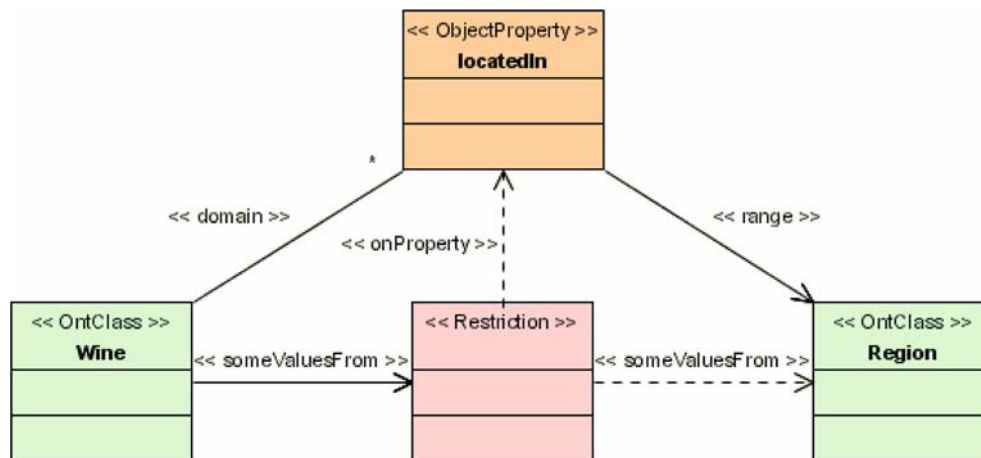 << ObjectProperty >>
locatedIn
*
<< domain >>
<< range >>
<< onProperty >>
<< OntClass >>
Wine
<< someValuesFrom >>
<< Restriction >>
<< someValuesFrom >>
<< OntClass >>
Region